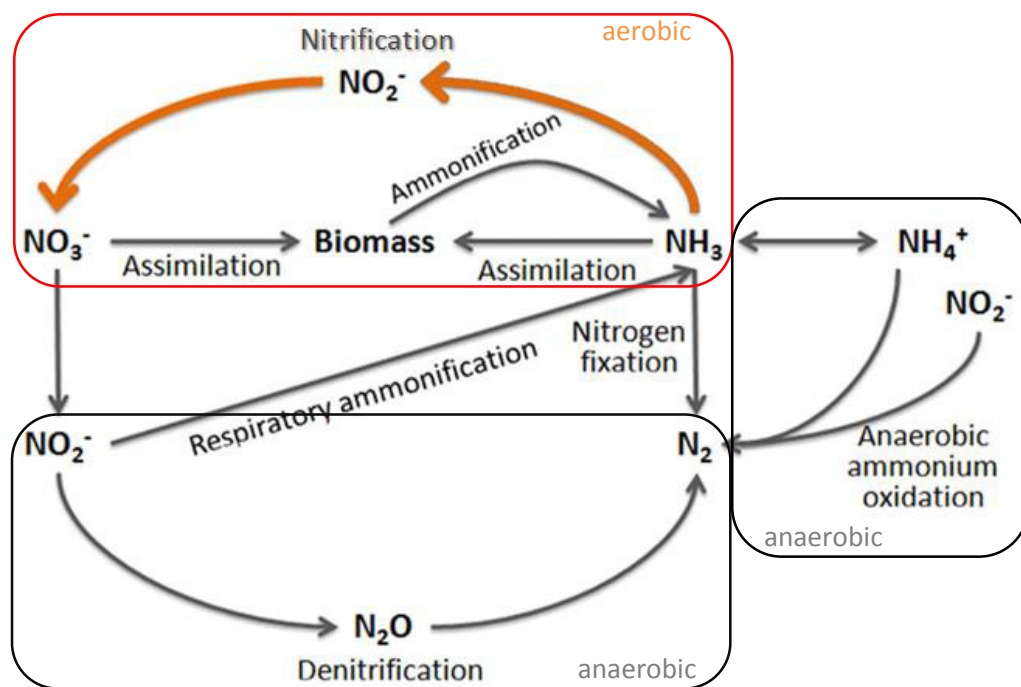 aerobic
Nitrification
NO₂⁻
Ammonification
NO₃⁻
Biomass
NH₃
NH₄⁺
Assimilation
Assimilation
NO₂⁻
Nitrogen
fixation
Respiratory ammonification
NO₂⁻
N₂
Anaerobic
ammonium
oxidation
anaerobic
N₂O
Denitrification
anaerobic